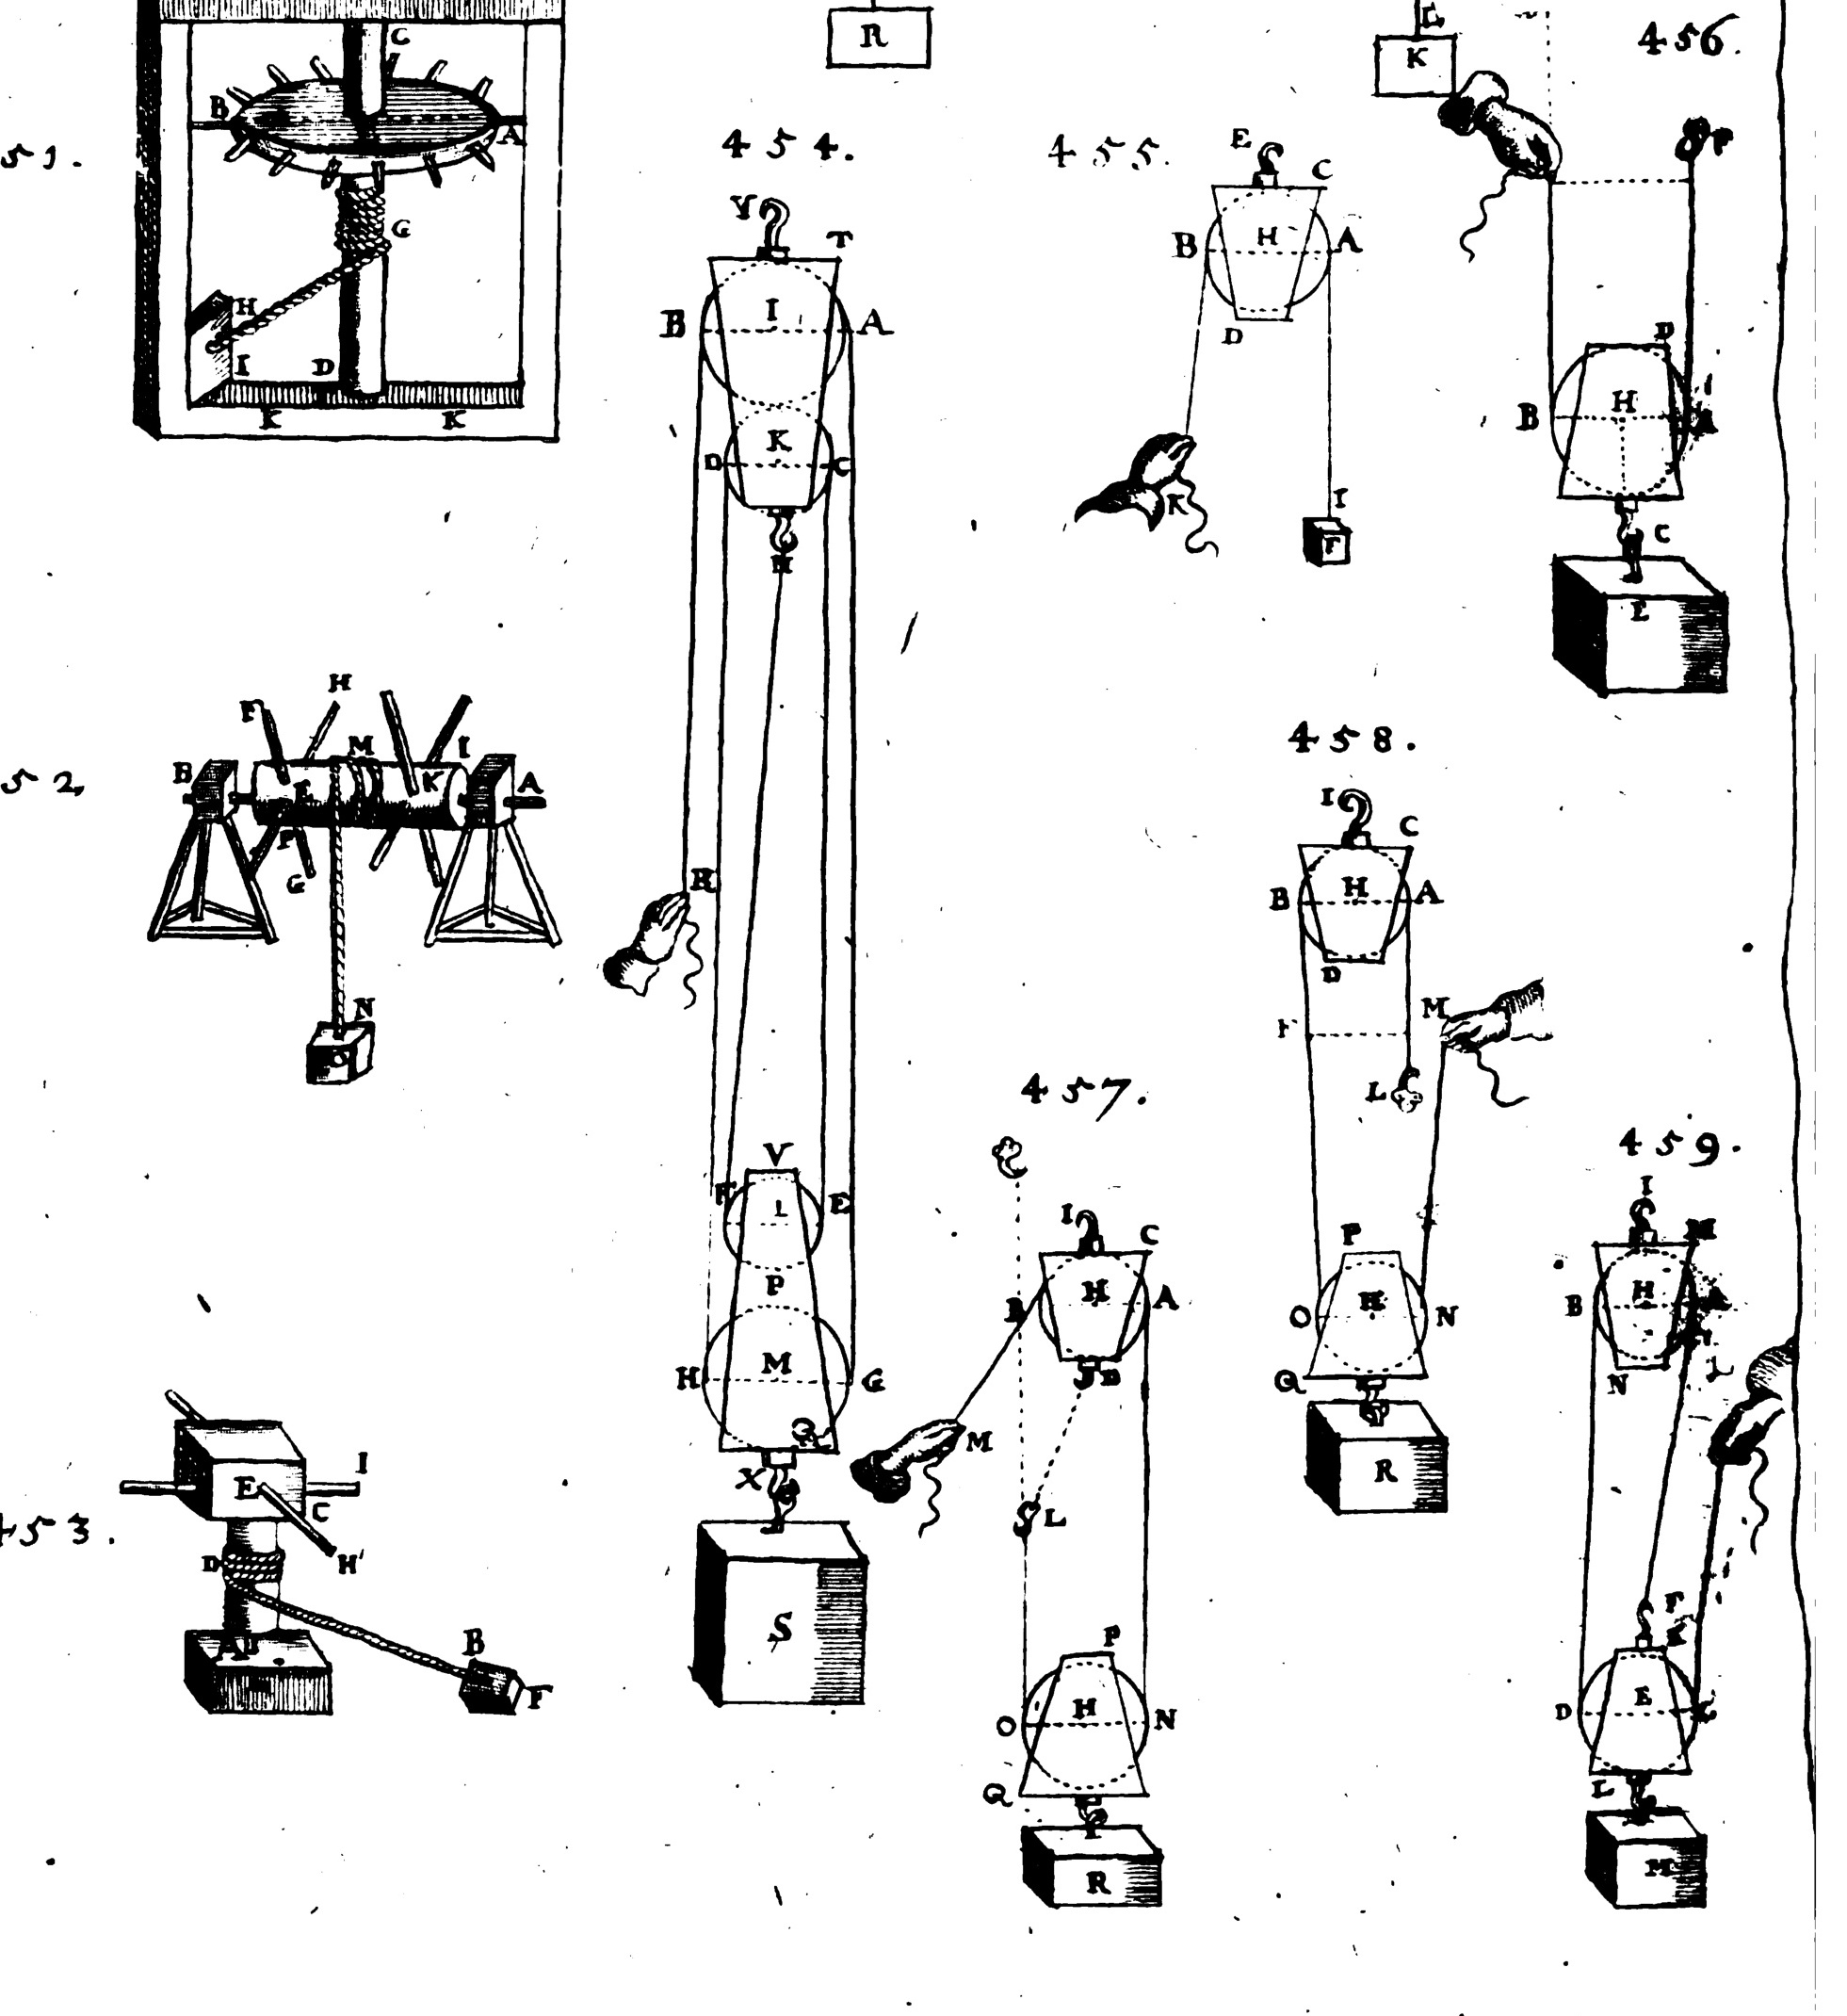 C
B
A
G
H
I
D
K K
51.
R
L
K
456.
P
D
B H A
C
E
454.
Y
T
I
B A
K
D C
N
R
V
F E
L
P
M
H G
Q
X
S
455.
E
C
B H A
D
K
I
F
52.
H
F
M I
B E K A
F
G
N
O
453.
I
E
C
D H
A
B
F
457.
I
C
H
B A
D
M
L
P
H
O N
Q
R
458.
I
C
B H A
D
M
F
L
P
O H N
Q
R
459.
I
M
B H A
N
F
K
D E C
L
M